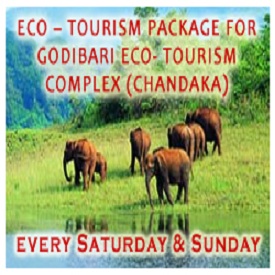 ECO – TOURISM PACKAGE FOR
GODIBARI ECO- TOURISM
COMPLEX (CHANDAKA)
EVERY SATURDAY & SUNDAY